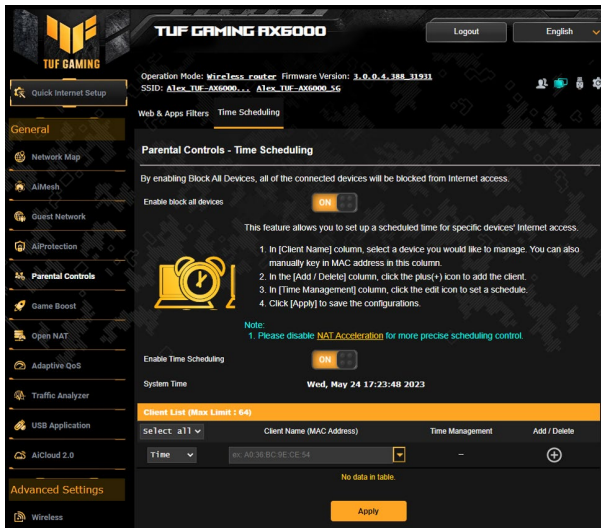 TUF GAMING
TUF GAMING AX6000
Logout
English
Quick Internet Setup
Operation Mode: Wireless router Firmware Version: 3.0.0.4.388_31931
SSID: Alex_TUF-AX6000... Alex_TUF-AX6000_5G
Web & Apps Filters Time Scheduling
General
Network Map
AiMesh
Guest Network
AiProtection
Parental Controls
Game Boost
Open NAT
Adaptive QoS
Traffic Analyzer
USB Application
AiCloud 2.0
Advanced Settings
Wireless
Parental Controls - Time Scheduling
By enabling Block All Devices, all of the connected devices will be blocked from Internet access.
Enable block all devices ON
This feature allows you to set up a scheduled time for specific devices' Internet access.
1. In [Client Name] column, select a device you would like to manage. You can also
manually key in MAC address in this column.
2. In the [Add / Delete] column, click the plus(+) icon to add the client.
3. In [Time Management] column, click the edit icon to set a schedule.
4. Click [Apply] to save the configurations.
Note:
1. Please disable NAT Acceleration for more precise scheduling control.
Enable Time Scheduling ON
System Time Wed, May 24 17:23:48 2023
Client List (Max Limit : 64)
Select all Client Name (MAC Address) Time Management Add / Delete
Time ex: A0:36:BC:9E:CE:54 --
No data in table.
Apply